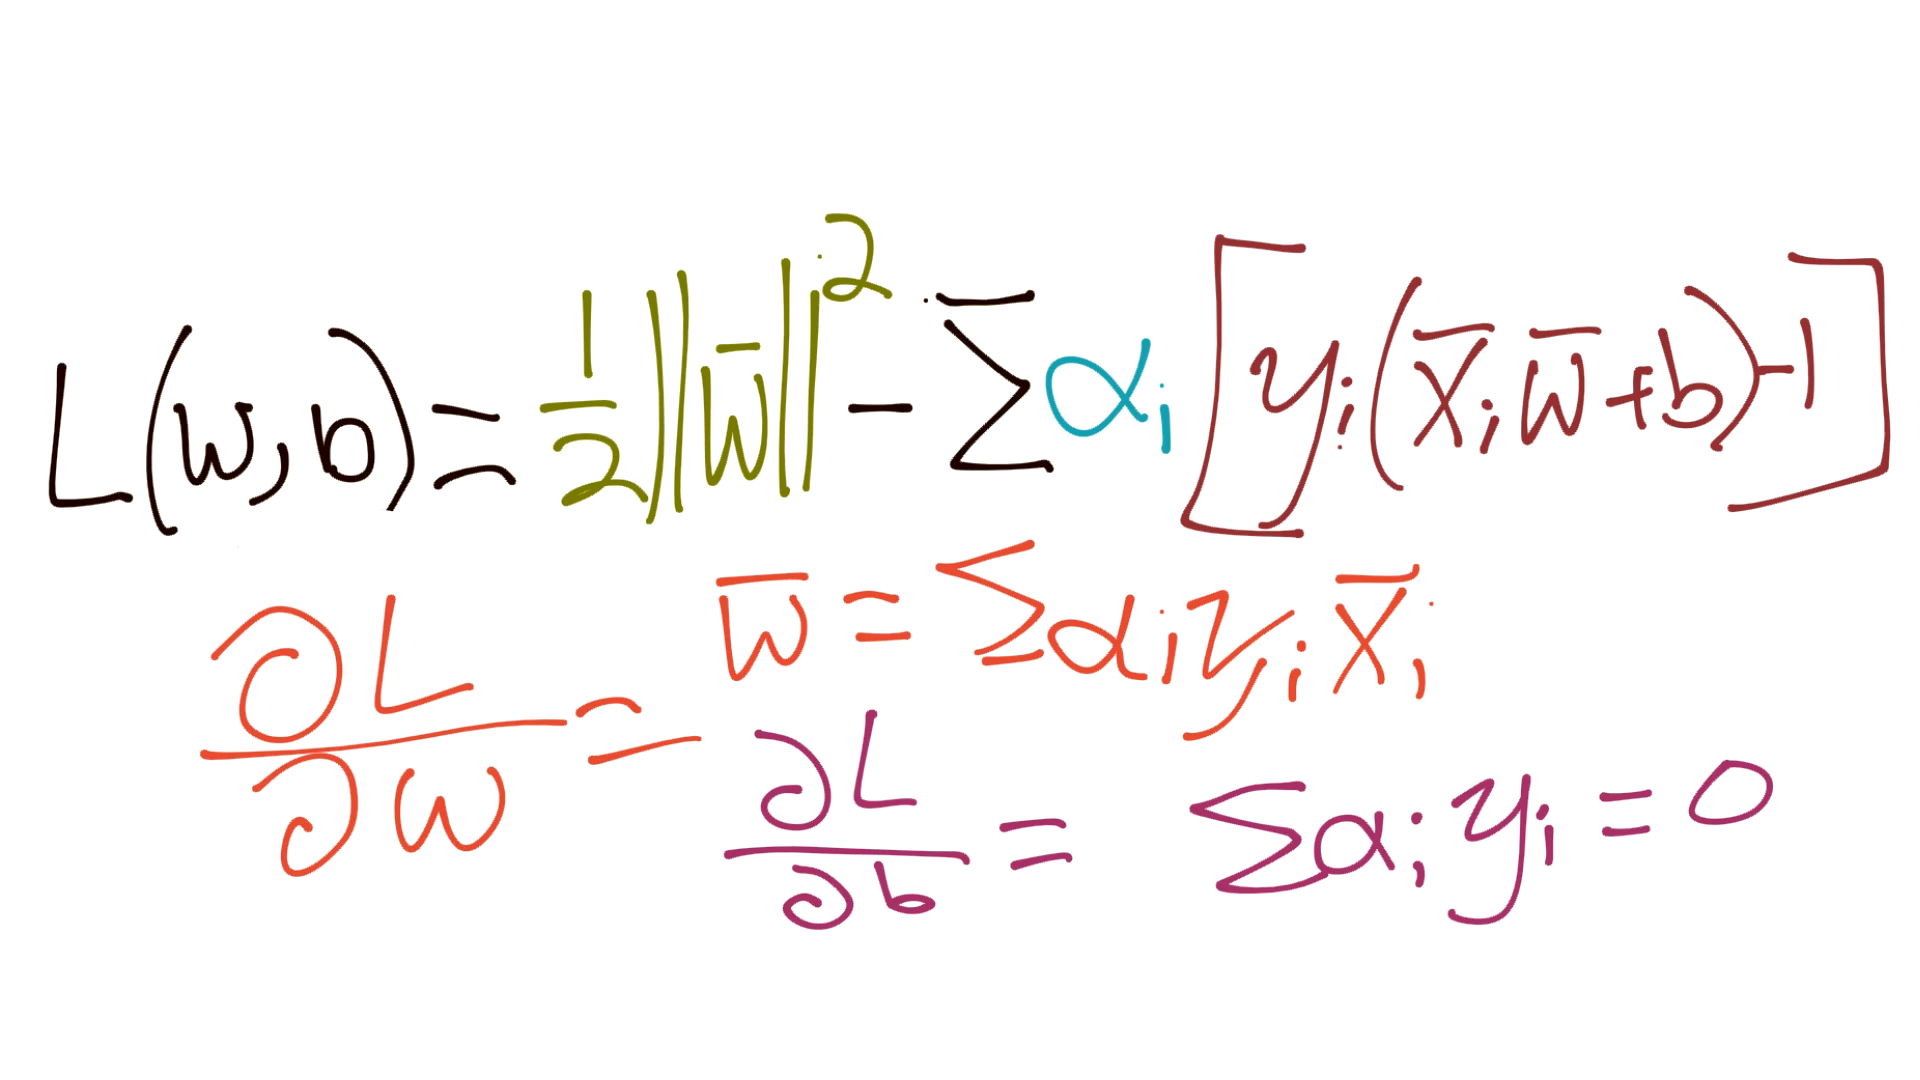 L(w,b) = 1/2 ||w̅||² - Σ αᵢ [yᵢ(x̅ᵢ w̅ + b) - 1]
∂L/∂w = w̅ = Σ αᵢ yᵢ x̅ᵢ
∂L/∂b = Σ αᵢ yᵢ = 0